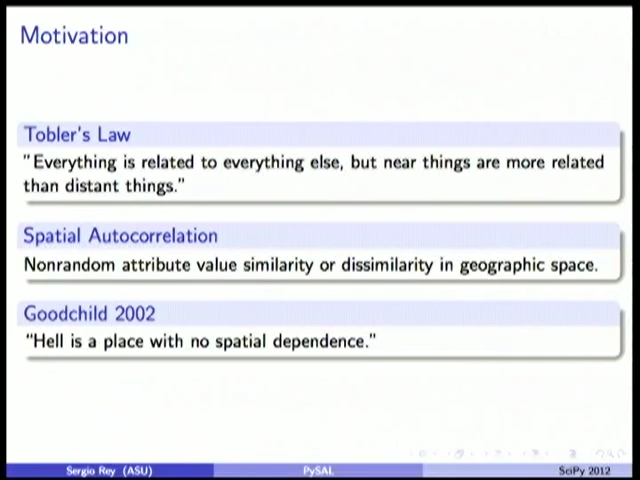 Motivation
Tobler's Law
"Everything is related to everything else, but near things are more related
than distant things."
Spatial Autocorrelation
Nonrandom attribute value similarity or dissimilarity in geographic space.
Goodchild 2002
"Hell is a place with no spatial dependence."
Sergio Rey (ASU) PySAL SciPy 2012